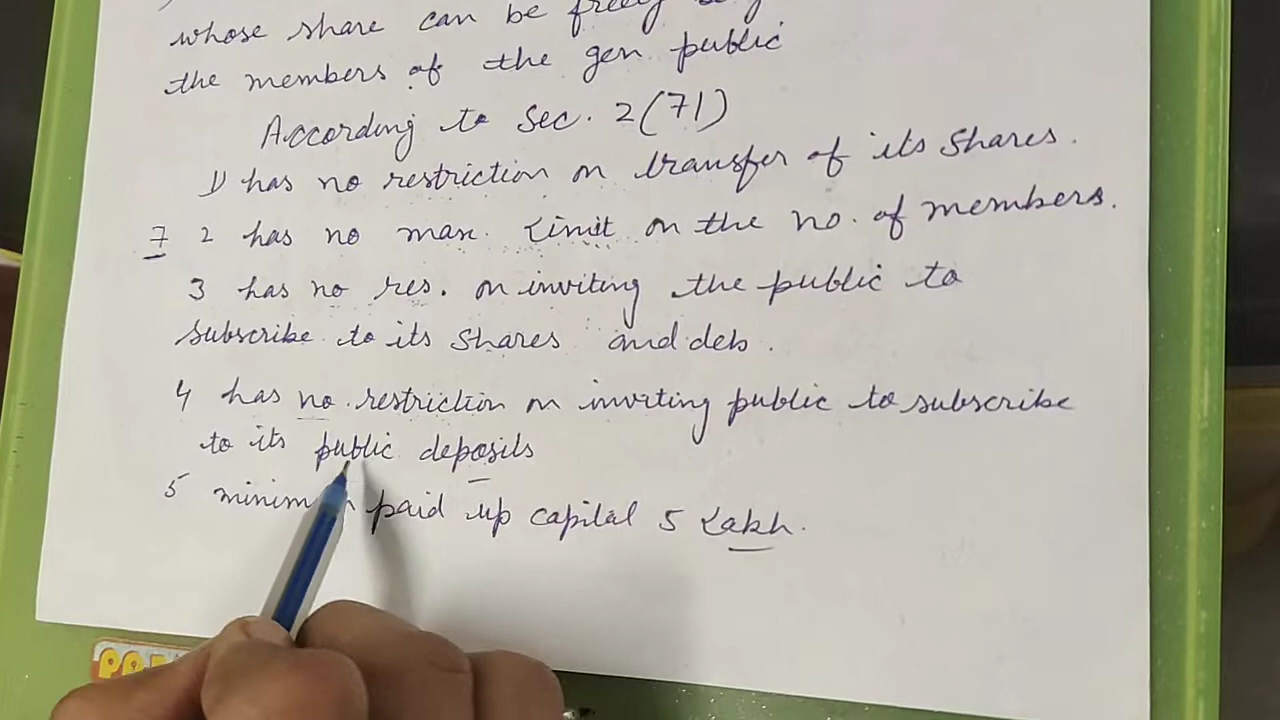 whose share can be freely
the members of the gen public
According to Sec. 2(71)
1) has no restriction on transfer of its Shares.
7 2 has no max. Limit on the no. of members.
3 has no res. on inviting the public to
subscribe to its Shares and deb.
4 has no restriction on inviting public to subscribe
to its public deposits
5 minimum paid up capital 5 Lakh.